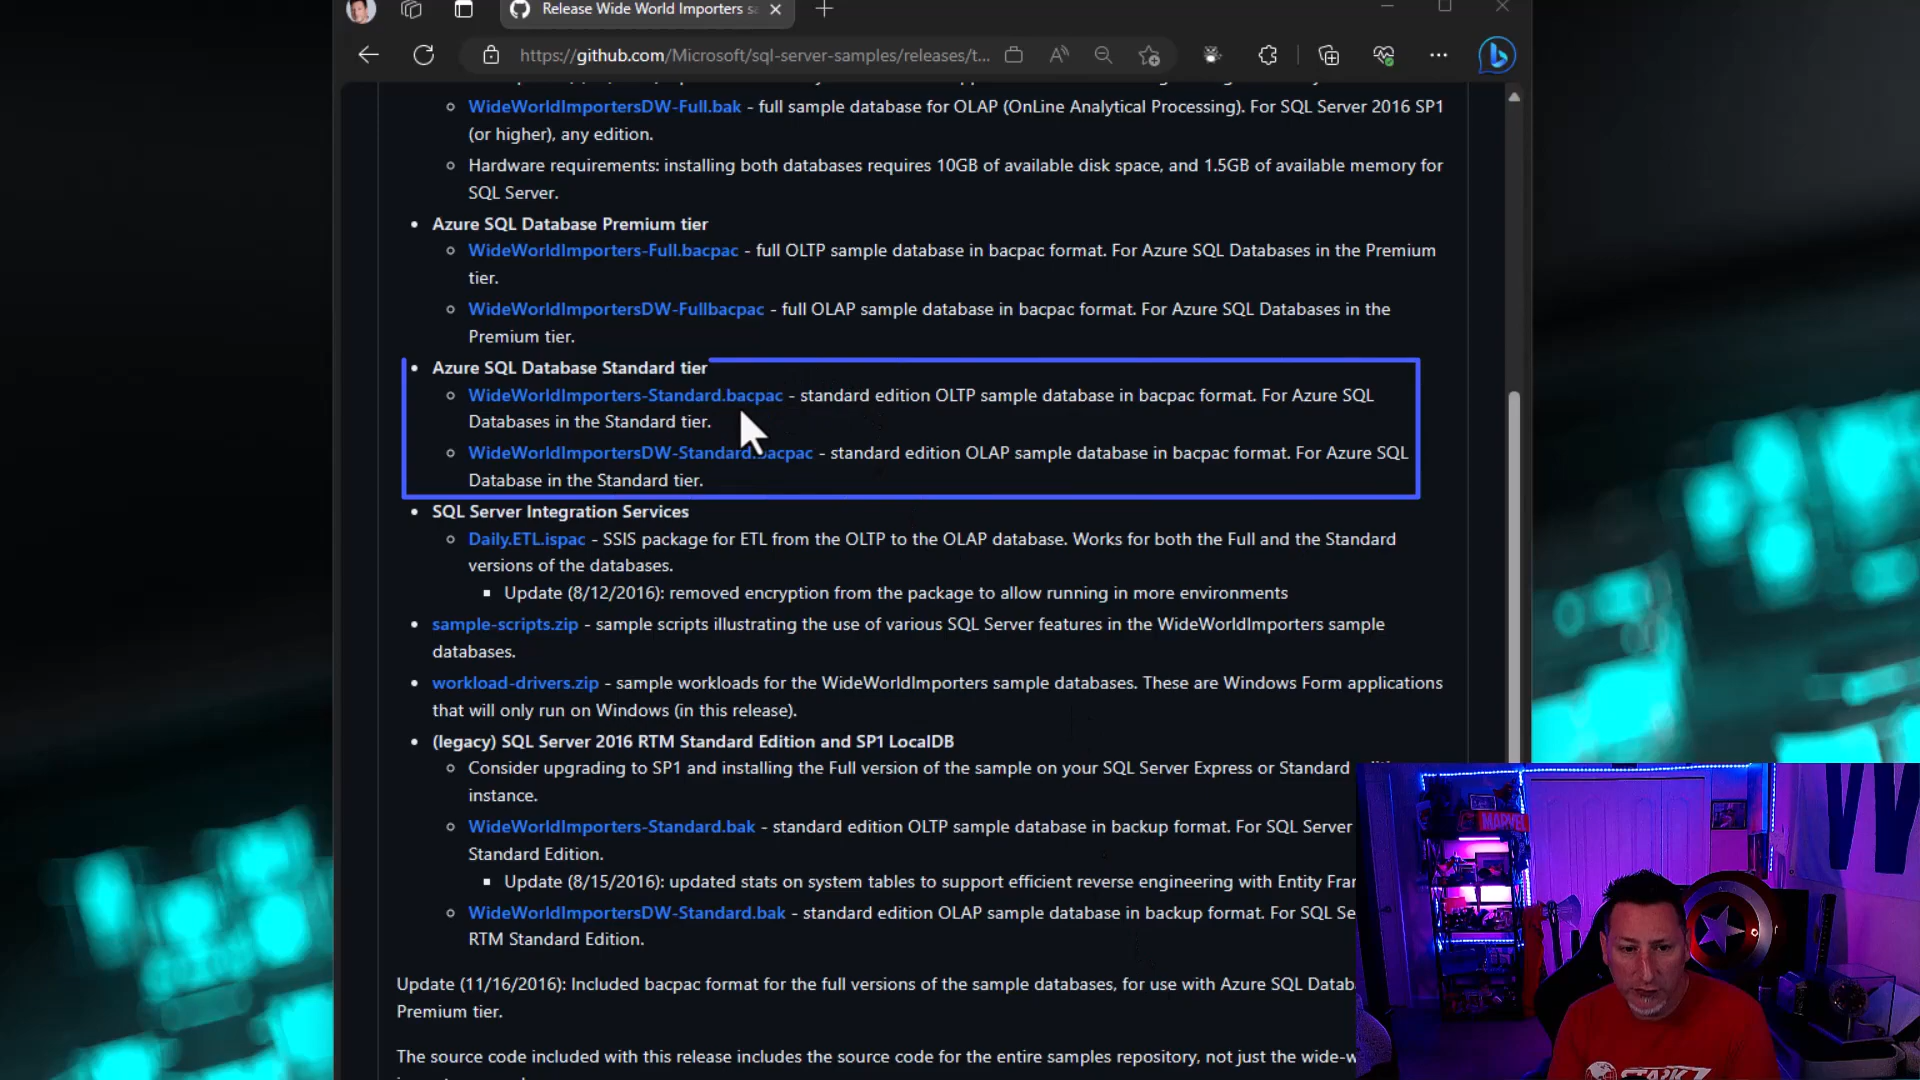 Release Wide World Importers sa
https://github.com/Microsoft/sql-server-samples/releases/t...
WideWorldImportersDW-Full.bak - full sample database for OLAP (OnLine Analytical Processing). For SQL Server 2016 SP1
(or higher), any edition.
Hardware requirements: installing both databases requires 10GB of available disk space, and 1.5GB of available memory for
SQL Server.
Azure SQL Database Premium tier
WideWorldImporters-Full.bacpac - full OLTP sample database in bacpac format. For Azure SQL Databases in the Premium
tier.
WideWorldImportersDW-Fullbacpac - full OLAP sample database in bacpac format. For Azure SQL Databases in the
Premium tier.
Azure SQL Database Standard tier
WideWorldImporters-Standard.bacpac - standard edition OLTP sample database in bacpac format. For Azure SQL
Databases in the Standard tier.
WideWorldImportersDW-Standard.bacpac - standard edition OLAP sample database in bacpac format. For Azure SQL
Database in the Standard tier.
SQL Server Integration Services
Daily.ETL.ispac - SSIS package for ETL from the OLTP to the OLAP database. Works for both the Full and the Standard
versions of the databases.
Update (8/12/2016): removed encryption from the package to allow running in more environments
sample-scripts.zip - sample scripts illustrating the use of various SQL Server features in the WideWorldImporters sample
databases.
workload-drivers.zip - sample workloads for the WideWorldImporters sample databases. These are Windows Form applications
that will only run on Windows (in this release).
(legacy) SQL Server 2016 RTM Standard Edition and SP1 LocalDB
Consider upgrading to SP1 and installing the Full version of the sample on your SQL Server Express or Standard
instance.
WideWorldImporters-Standard.bak - standard edition OLTP sample database in backup format. For SQL Server
Standard Edition.
Update (8/15/2016): updated stats on system tables to support efficient reverse engineering with Entity Fra
WideWorldImportersDW-Standard.bak - standard edition OLAP sample database in backup format. For SQL Se
RTM Standard Edition.
Update (11/16/2016): Included bacpac format for the full versions of the sample databases, for use with Azure SQL Datab
Premium tier.
The source code included with this release includes the source code for the entire samples repository, not just the wide-w
MARVEL
STARK